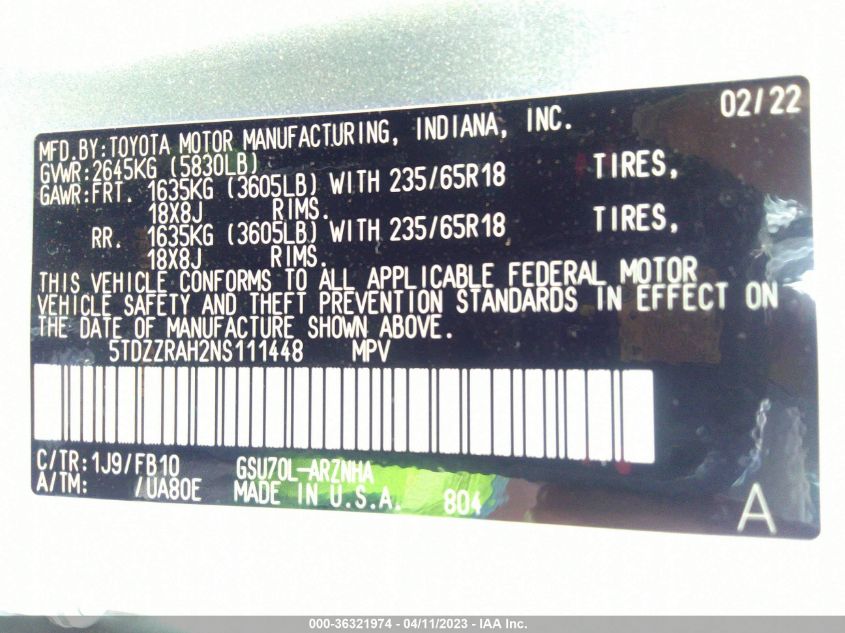 02/22
MFD.BY:TOYOTA MOTOR MANUFACTURING, INDIANA, INC.
GVWR:2645KG (5830LB)
GAWR:FRT. 1635KG (3605LB) WITH 235/65R18 TIRES,
18X8J RIMS.
RR. 1635KG (3605LB) WITH 235/65R18 TIRES,
18X8J RIMS.
THIS VEHICLE CONFORMS TO ALL APPLICABLE FEDERAL MOTOR
VEHICLE SAFETY AND THEFT PREVENTION STANDARDS IN EFFECT ON
THE DATE OF MANUFACTURE SHOWN ABOVE.
5TDZZRAH2NS111448 MPV
C/TR:1J9/FB10 GSU70L-ARZNHA
A/TM: /UA80E MADE IN U.S.A. 804
A
000-36321974 - 04/11/2023 - IAA Inc.